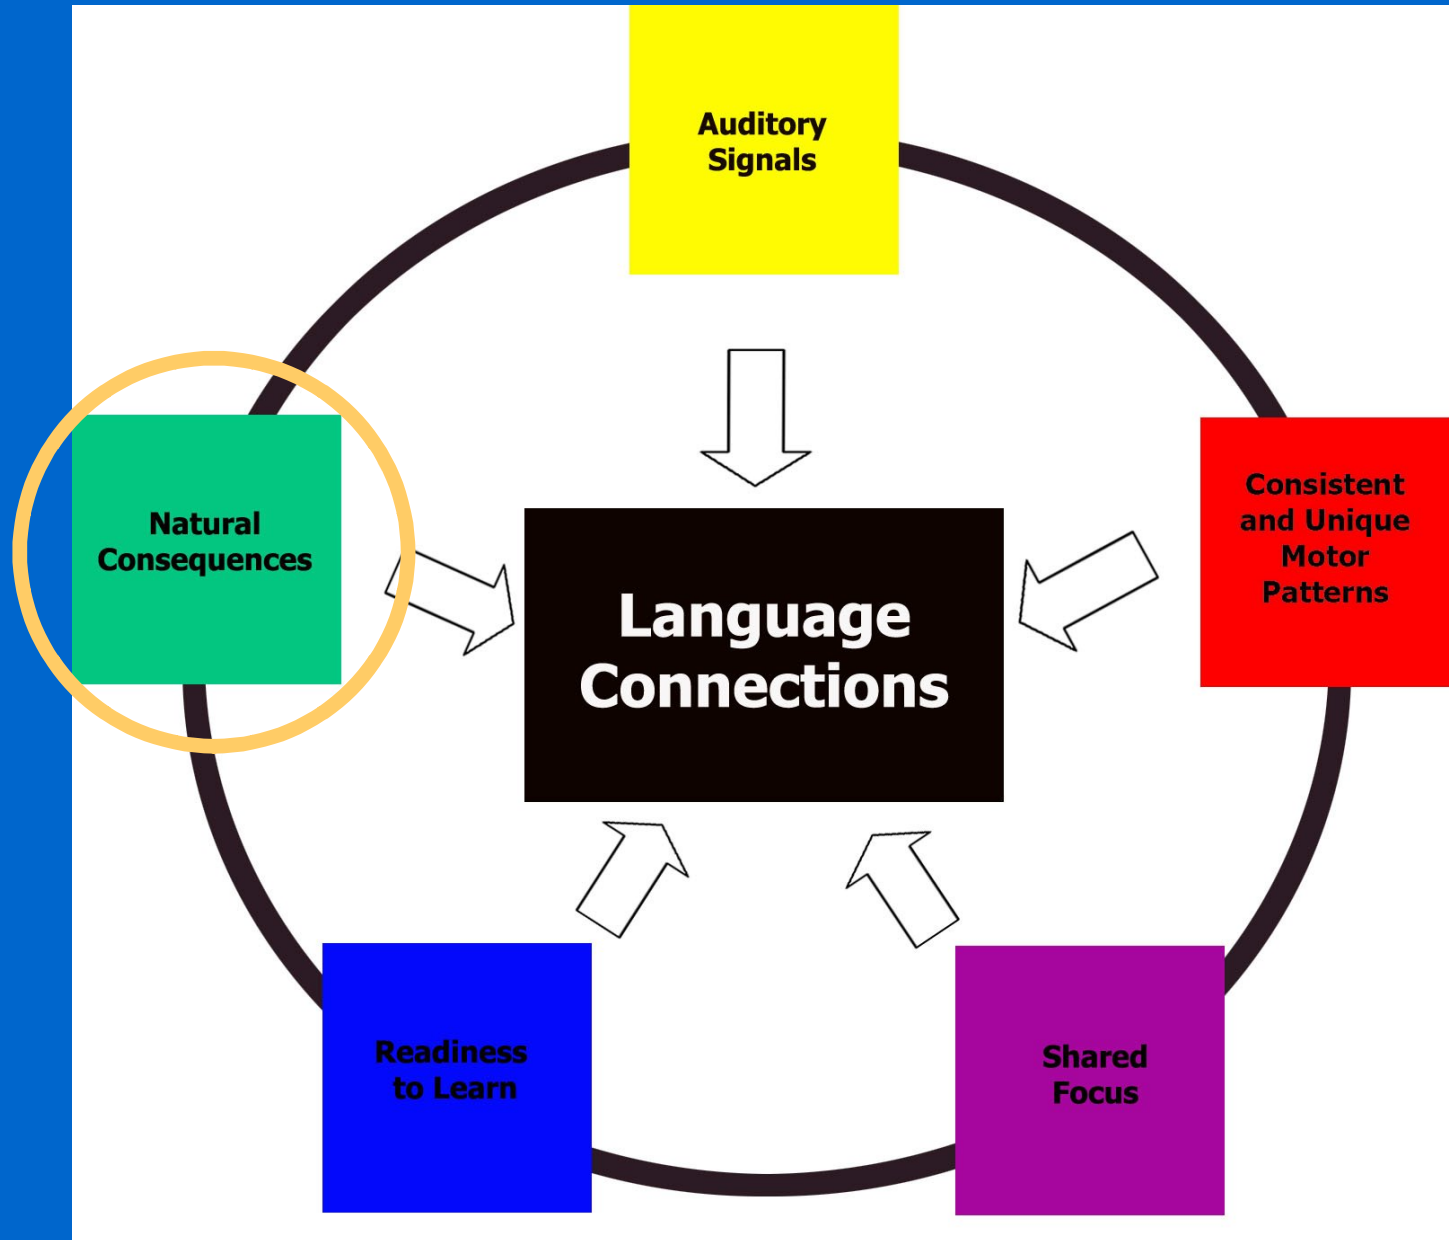 Auditory
Signals
Natural
Consequences
Consistent
and Unique
Motor
Patterns
Language
Connections
Readiness
to Learn
Shared
Focus